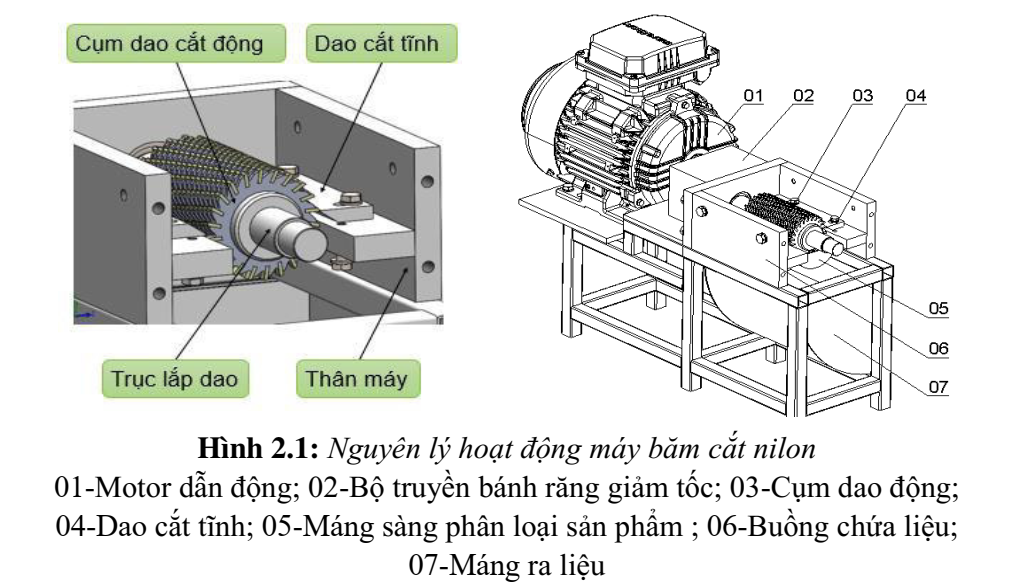 Cụm dao cắt động
Dao cắt tĩnh
Trục lắp dao
Thân máy
01
02
03
04
05
06
07
Hình 2.1: Nguyên lý hoạt động máy băm cắt nilon
01-Motor dẫn động; 02-Bộ truyền bánh răng giảm tốc; 03-Cụm dao động;
04-Dao cắt tĩnh; 05-Máng sàng phân loại sản phẩm ; 06-Buồng chứa liệu;
07-Máng ra liệu